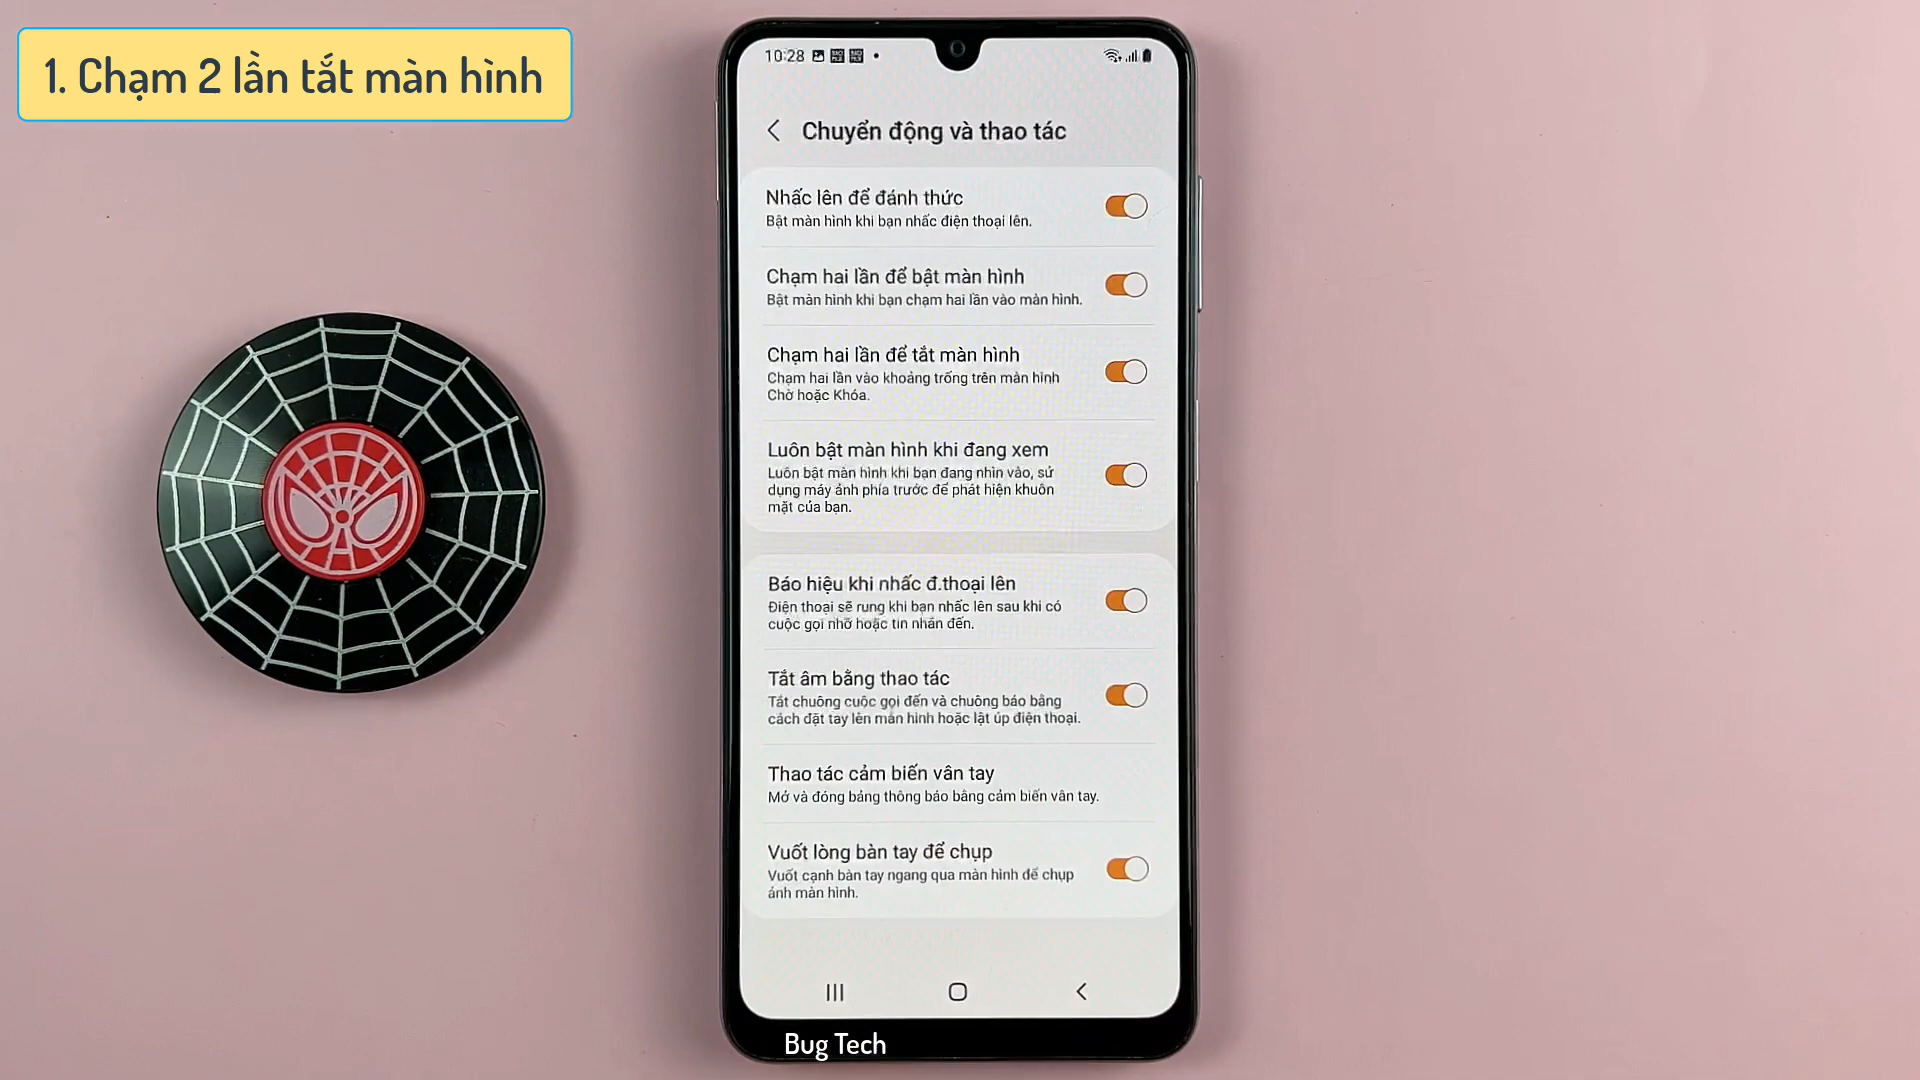 1. Chạm 2 lần tắt màn hình
10:28
Chuyển động và thao tác
Nhấc lên để đánh thức
Bật màn hình khi bạn nhấc điện thoại lên.
Chạm hai lần để bật màn hình
Bật màn hình khi bạn chạm hai lần vào màn hình.
Chạm hai lần để tắt màn hình
Chạm hai lần vào khoảng trống trên màn hình
Chờ hoặc Khóa.
Luôn bật màn hình khi đang xem
Luôn bật màn hình khi bạn đang nhìn vào, sử
dụng máy ảnh phía trước để phát hiện khuôn
mặt của bạn.
Báo hiệu khi nhấc đ.thoại lên
Điện thoại sẽ rung khi bạn nhấc lên sau khi có
cuộc gọi nhỡ hoặc tin nhắn đến.
Tắt âm bằng thao tác
Tắt chuông cuộc gọi đến và chuông báo bằng
cách đặt tay lên màn hình hoặc lật úp điện thoại.
Thao tác cảm biến vân tay
Mở và đóng bảng thông báo bằng cảm biến vân tay.
Vuốt lòng bàn tay để chụp
Vuốt cạnh bàn tay ngang qua màn hình để chụp
ảnh màn hình.
Bug Tech